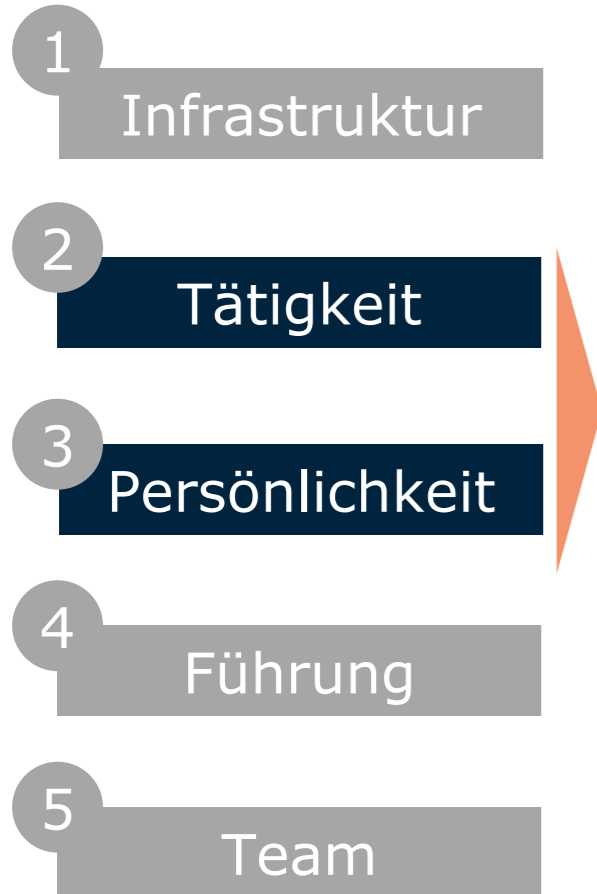 1
Infrastruktur
2
Tätigkeit
3
Persönlichkeit
4
Führung
5
Team